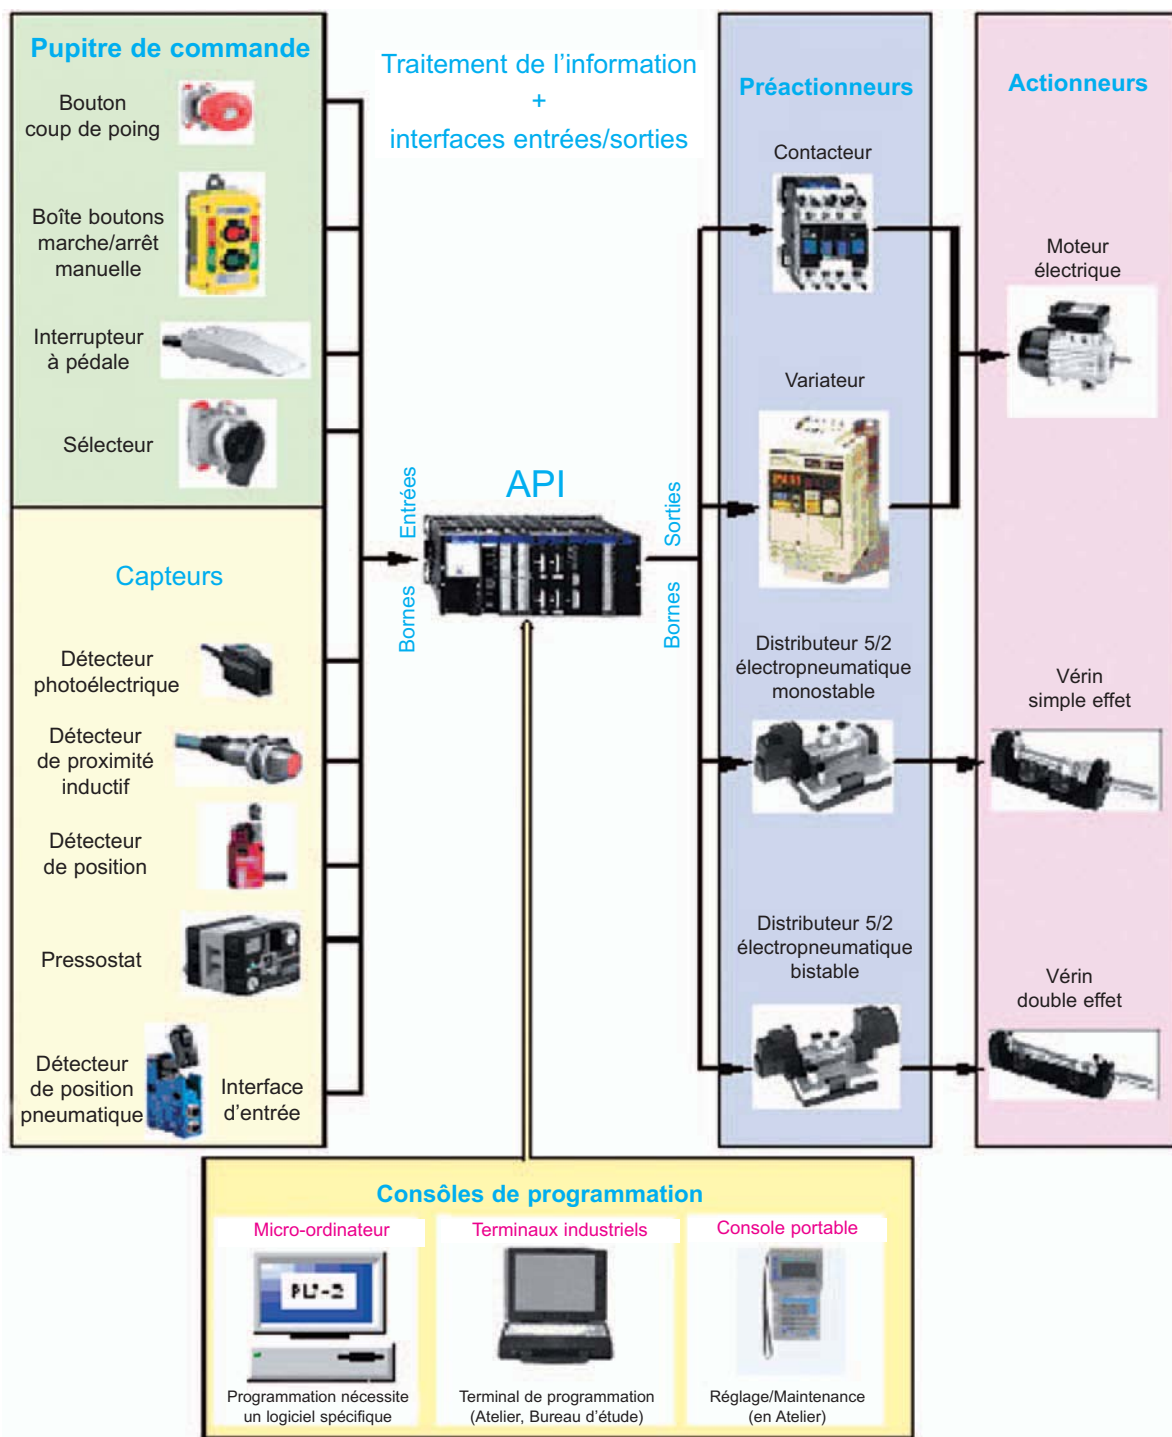 Pupitre de commande
Bouton
coup de poing
Boîte boutons
marche/arrêt
manuelle
Interrupteur
à pédale
Sélecteur
Capteurs
Détecteur
photoélectrique
Détecteur
de proximité
inductif
Détecteur
de position
Pressostat
Détecteur
de position
pneumatique
Interface
d'entrée
Traitement de l'information
+
interfaces entrées/sorties
API
Bornes Entrées
Bornes Sorties
Préactionneurs
Contacteur
Variateur
Distributeur 5/2
électropneumatique
monostable
Distributeur 5/2
électropneumatique
bistable
Actionneurs
Moteur
électrique
Vérin
simple effet
Vérin
double effet
Consôles de programmation
Micro-ordinateur
PL7-2
Programmation nécessite
un logiciel spécifique
Terminaux industriels
Terminal de programmation
(Atelier, Bureau d'étude)
Console portable
Réglage/Maintenance
(en Atelier)